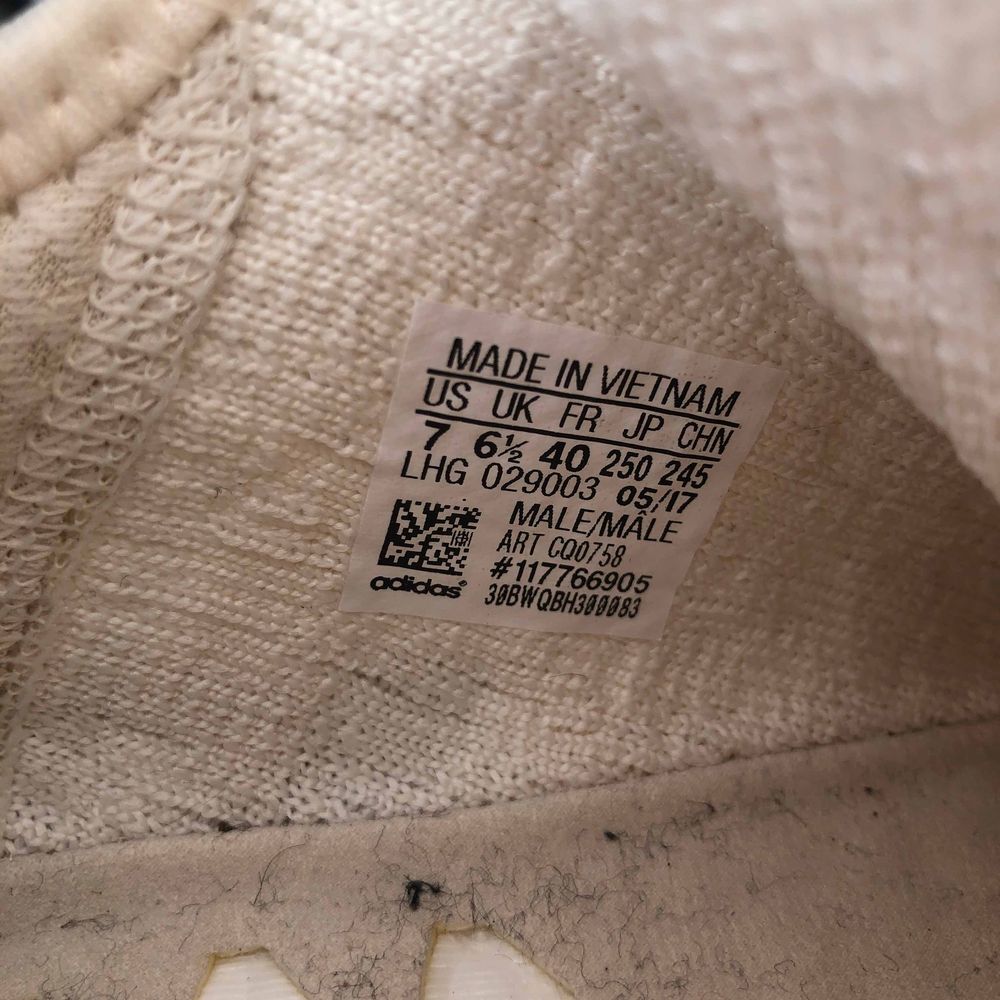 MADE IN VIETNAM
US UK FR JP CHN
7 6½ 40 250 245
LHG 029003 05/17
MALE/MÂLE
ART CQ0758
#117766905
adidas® 30BWQBH300083